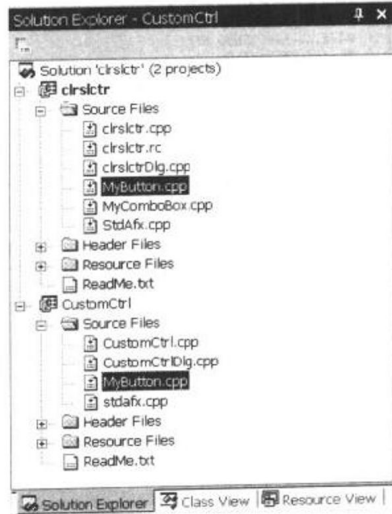 Solution Explorer - CustomCtrl
Solution 'clrslctr' (2 projects)
clrslctr
Source Files
clrslctr.cpp
clrslctr.rc
clrslctrDlg.cpp
MyButton.cpp
MyComboBox.cpp
StdAfx.cpp
Header Files
Resource Files
ReadMe.txt
CustomCtrl
Source Files
CustomCtrl.cpp
CustomCtrlDlg.cpp
MyButton.cpp
stdafx.cpp
Header Files
Resource Files
ReadMe.txt
Solution Explorer Class View Resource View